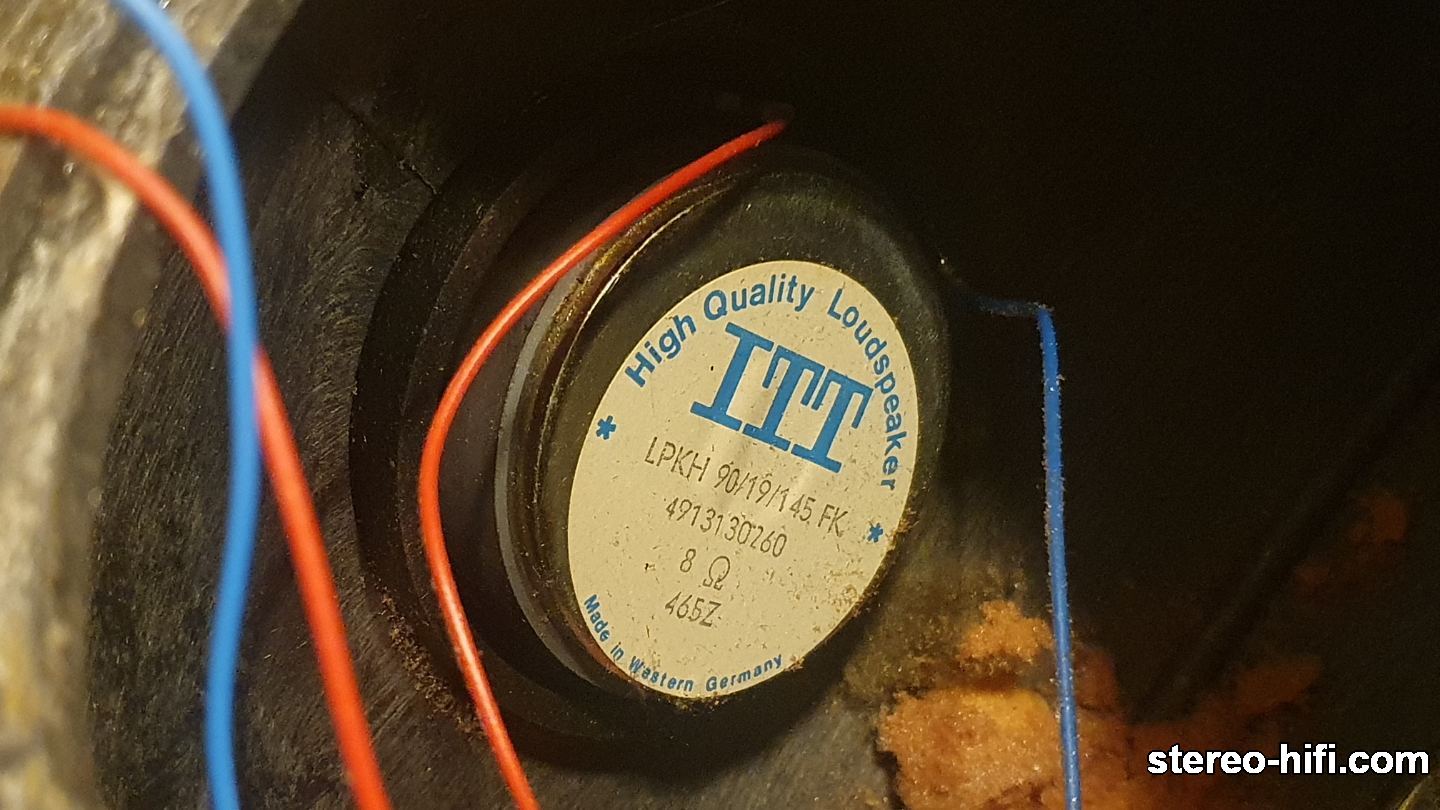 * High Quality Loudspeaker *
ITT
LPKH 90/19/145 FK
4913130260
8 Ω
465Z
Made in Western Germany
stereo-hifi.com